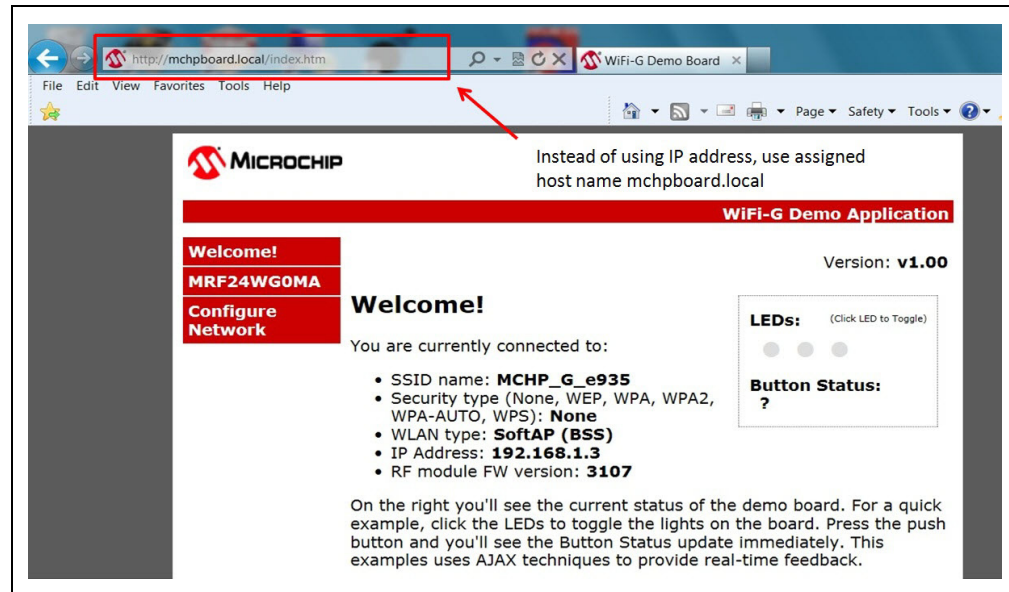 http://mchpboard.local/index.htm
WiFi-G Demo Board
File Edit View Favorites Tools Help
Page Safety Tools
MICROCHIP
Instead of using IP address, use assigned
host name mchpboard.local
WiFi-G Demo Application
Welcome!
MRF24WG0MA
Configure
Network
Version: v1.00
Welcome!
You are currently connected to:
• SSID name: MCHP_G_e935
• Security type (None, WEP, WPA, WPA2,
WPA-AUTO, WPS): None
• WLAN type: SoftAP (BSS)
• IP Address: 192.168.1.3
• RF module FW version: 3107
LEDs: (Click LED to Toggle)
Button Status:
?
On the right you'll see the current status of the demo board. For a quick
example, click the LEDs to toggle the lights on the board. Press the push
button and you'll see the Button Status update immediately. This
examples uses AJAX techniques to provide real-time feedback.